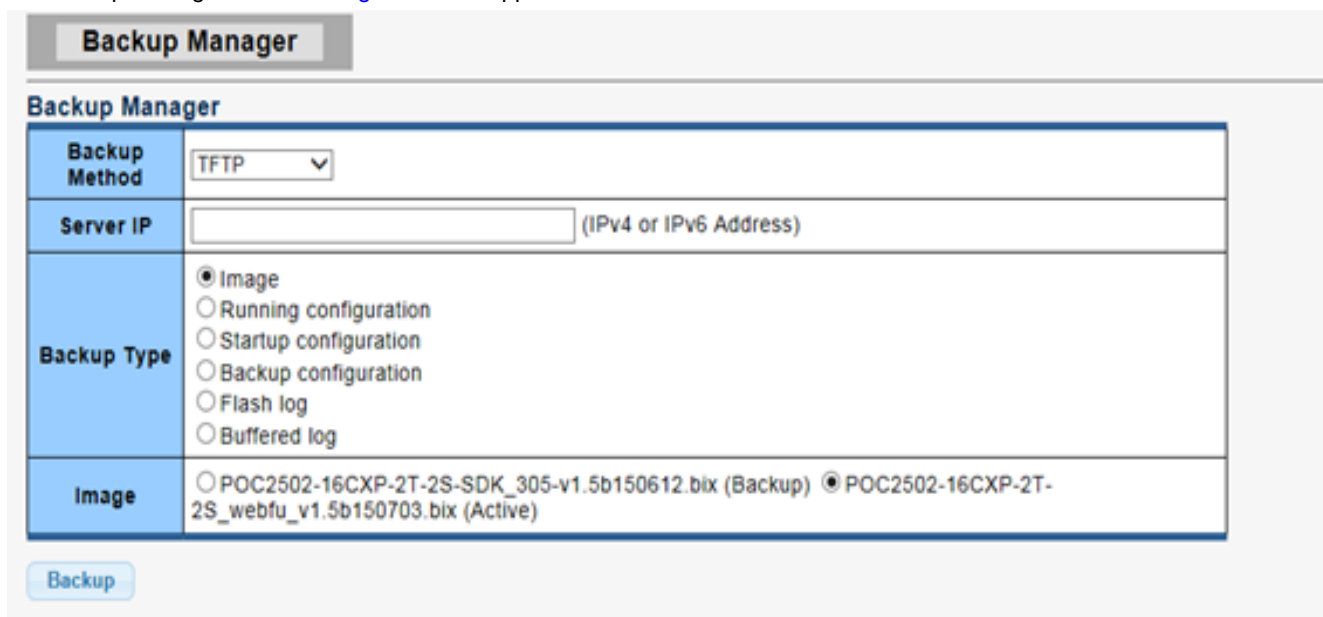 Backup Manager
Backup Manager
Backup Method
TFTP
Server IP
(IPv4 or IPv6 Address)
Backup Type
Image
Running configuration
Startup configuration
Backup configuration
Flash log
Buffered log
Image
POC2502-16CXP-2T-2S-SDK_305-v1.5b150612.bix (Backup) POC2502-16CXP-2T-
2S_webfu_v1.5b150703.bix (Active)
Backup